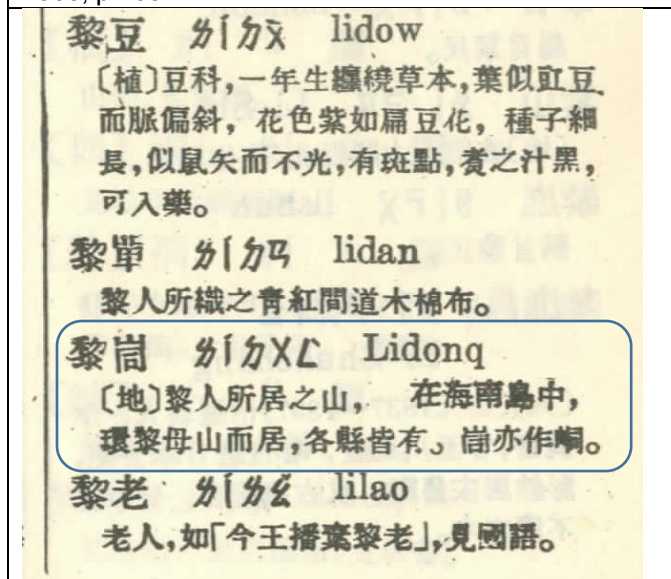 黎豆 ㄌㄧㄉㄡ lidow
〔植〕豆科,一年生纏繞草本,葉似豇豆
而脈偏斜,花色紫如扁豆花,種子細
長,似鼠矢而不光,有斑點,煑之汁黑,
可入藥。
黎單 ㄌㄧㄉㄢ lidan
黎人所織之青紅間道木棉布。
黎峝 ㄌㄧㄉㄨㄥ Lidonq
〔地〕黎人所居之山, 在海南島中,
環黎母山而居,各縣皆有、峝亦作峒。
黎老 ㄌㄧㄌㄠ lilao
老人,如「今王播棄黎老」,見國語。